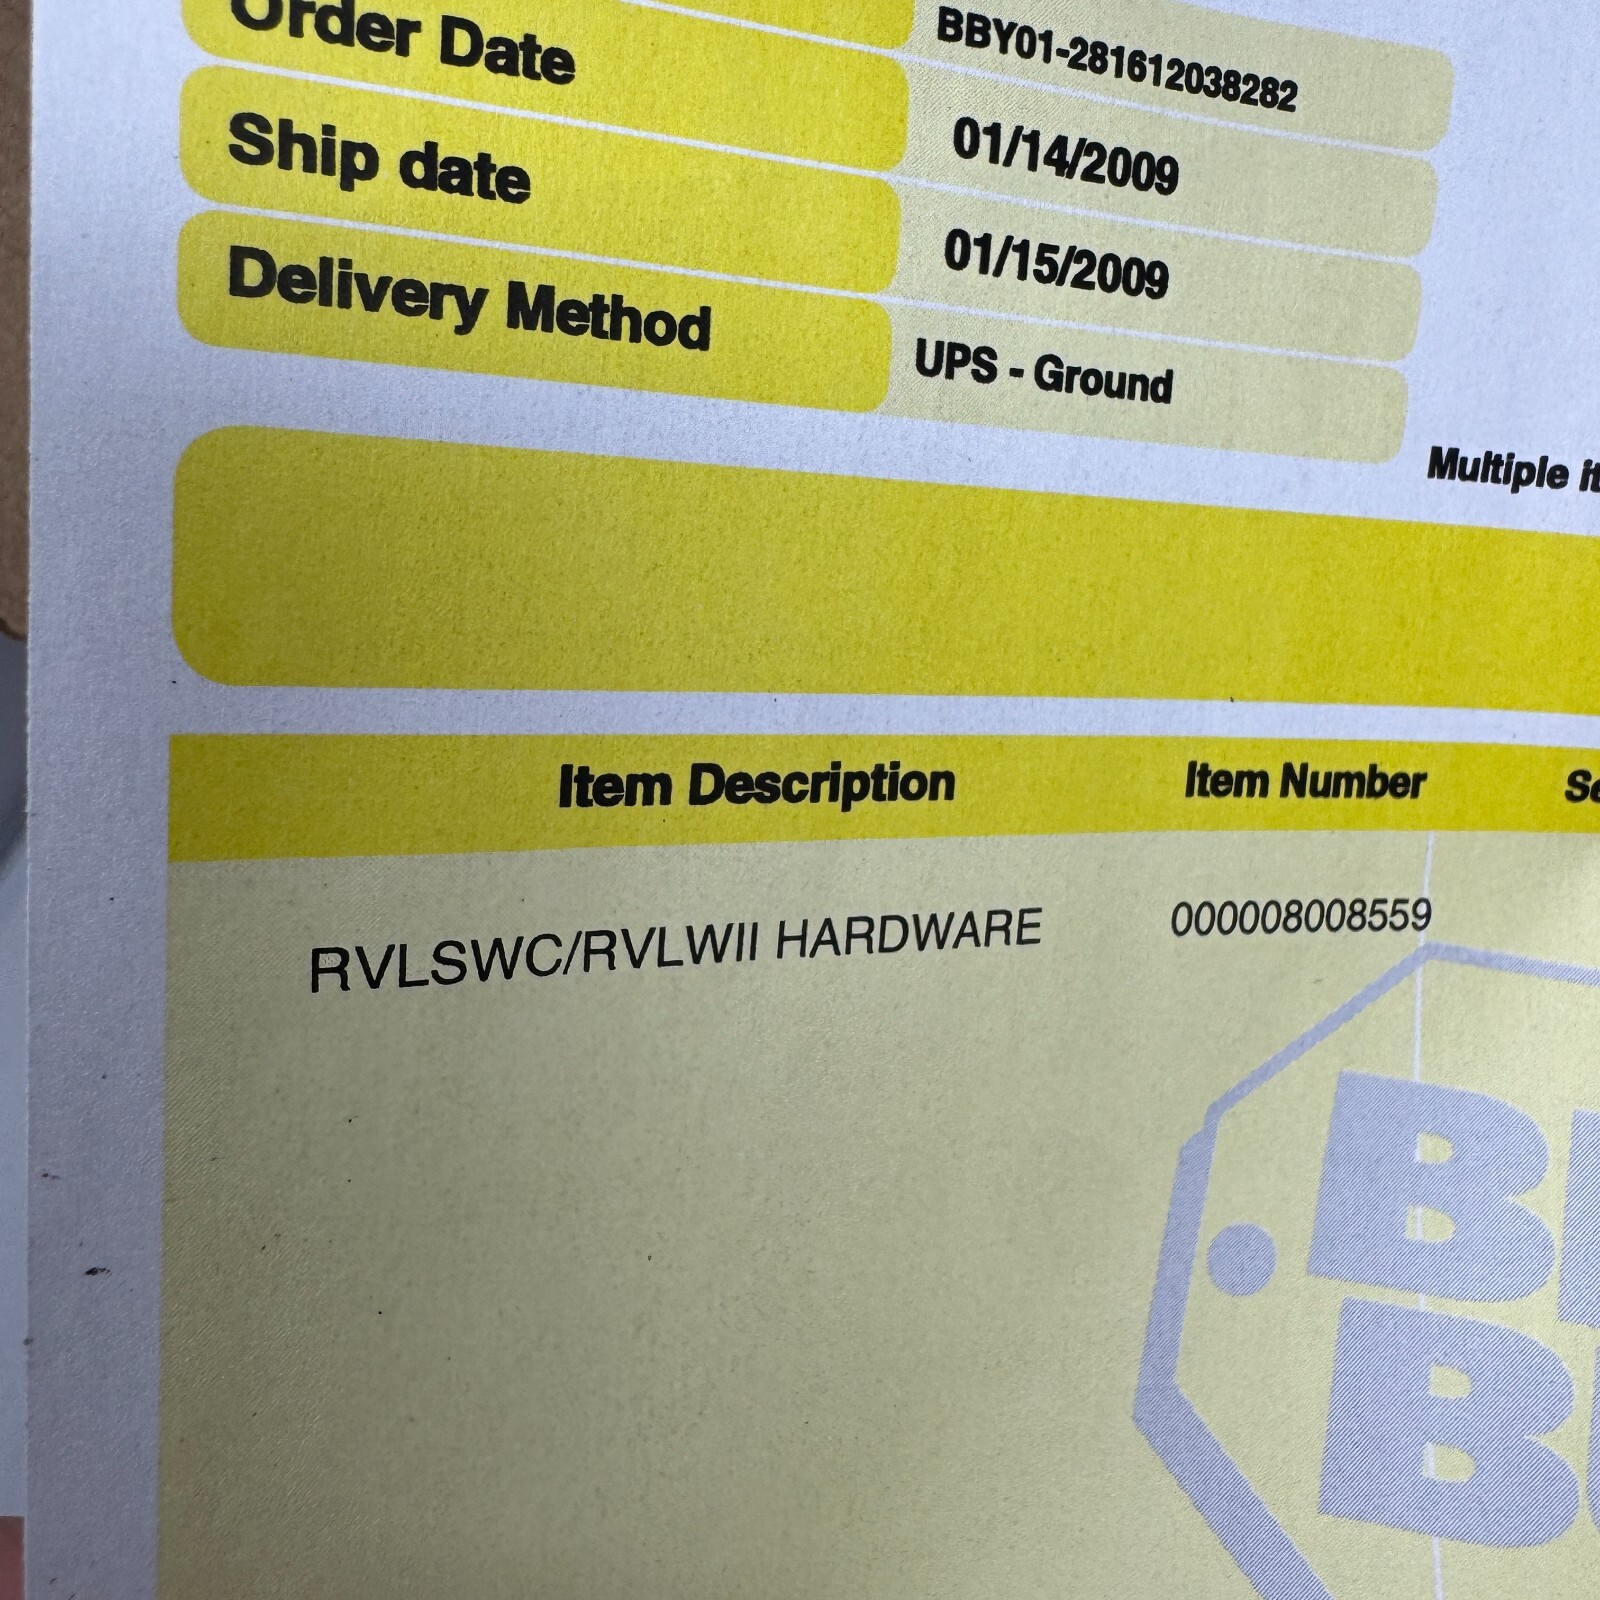 BBY01-281612038282
Order Date 01/14/2009
Ship date 01/15/2009
Delivery Method UPS - Ground
Multiple
Item Description Item Number
RVLSWC/RVLWII HARDWARE 000008008559
B
B